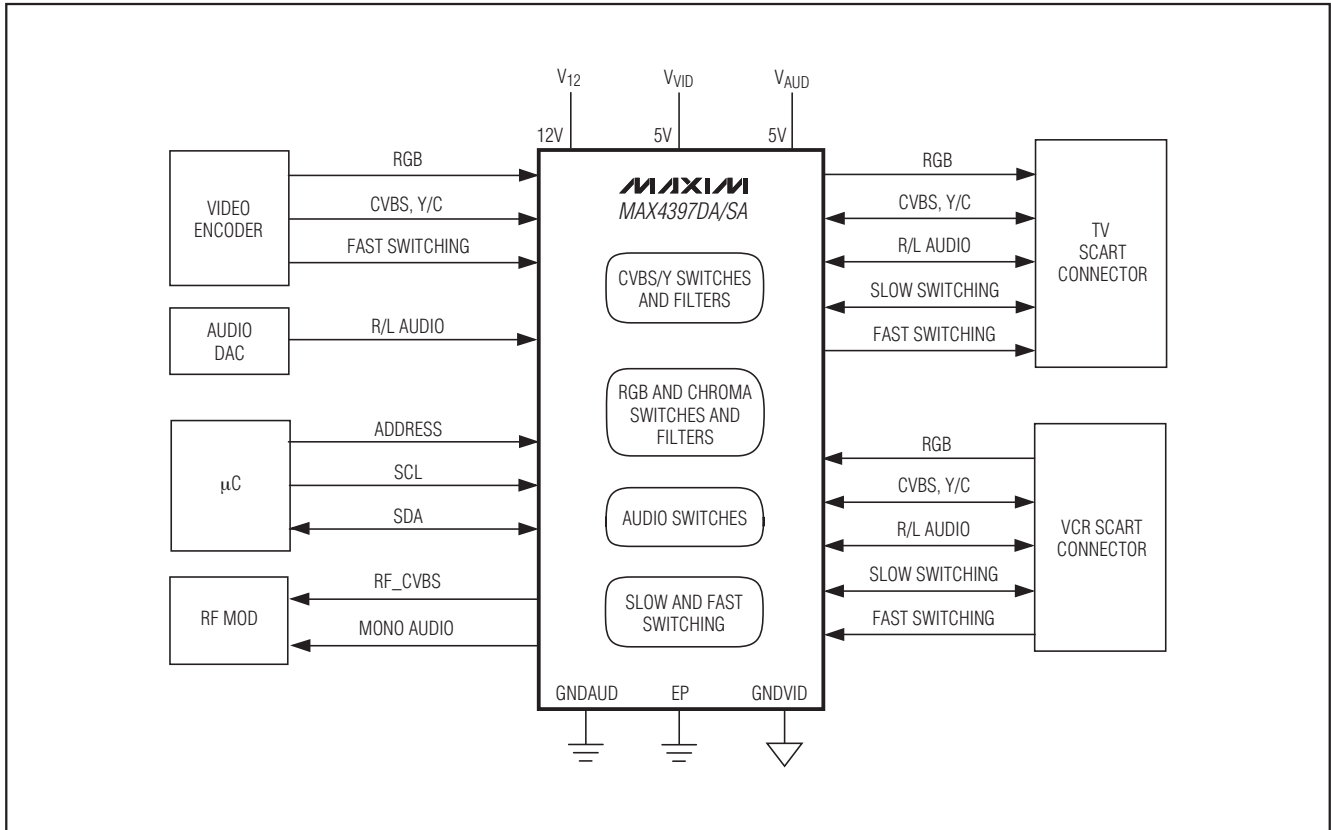 V12
VVID
VAUD
12V
5V
5V
VIDEO
ENCODER
RGB
CVBS, Y/C
FAST SWITCHING
AUDIO
DAC
R/L AUDIO
μC
ADDRESS
SCL
SDA
RF MOD
RF_CVBS
MONO AUDIO
MAXIM
MAX4397DA/SA
CVBS/Y SWITCHES
AND FILTERS
RGB AND CHROMA
SWITCHES AND
FILTERS
AUDIO SWITCHES
SLOW AND FAST
SWITCHING
GNDAUD
EP
GNDVID
RGB
CVBS, Y/C
R/L AUDIO
SLOW SWITCHING
FAST SWITCHING
TV
SCART
CONNECTOR
RGB
CVBS, Y/C
R/L AUDIO
SLOW SWITCHING
FAST SWITCHING
VCR SCART
CONNECTOR